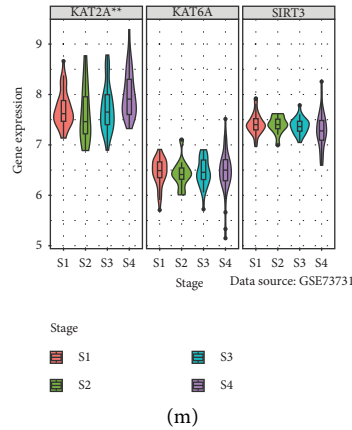 KAT2A** KAT6A SIRT3
Gene expression
9
8
7
6
5
S1 S2 S3 S4 S1 S2 S3 S4 S1 S2 S3 S4
Stage
Data source: GSE73731
Stage
S1 S3
S2 S4
(m)